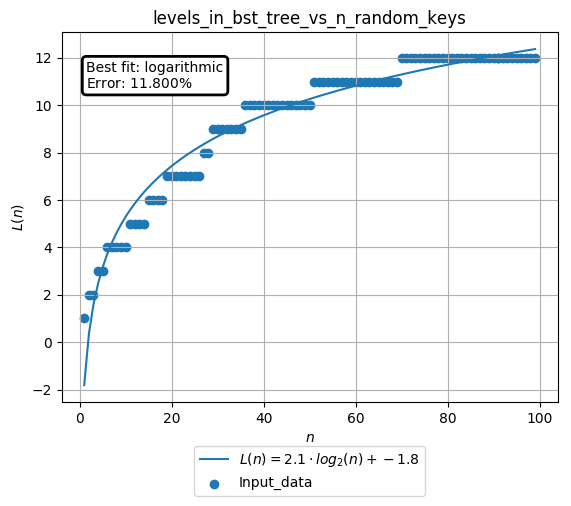 levels_in_bst_tree_vs_n_random_keys
Best fit: logarithmic
Error: 11.800%
L(n)
12
10
8
6
4
2
0
−2
0 20 40 60 80 100
n
L(n) = 2.1 · log₂(n) + −1.8
Input_data